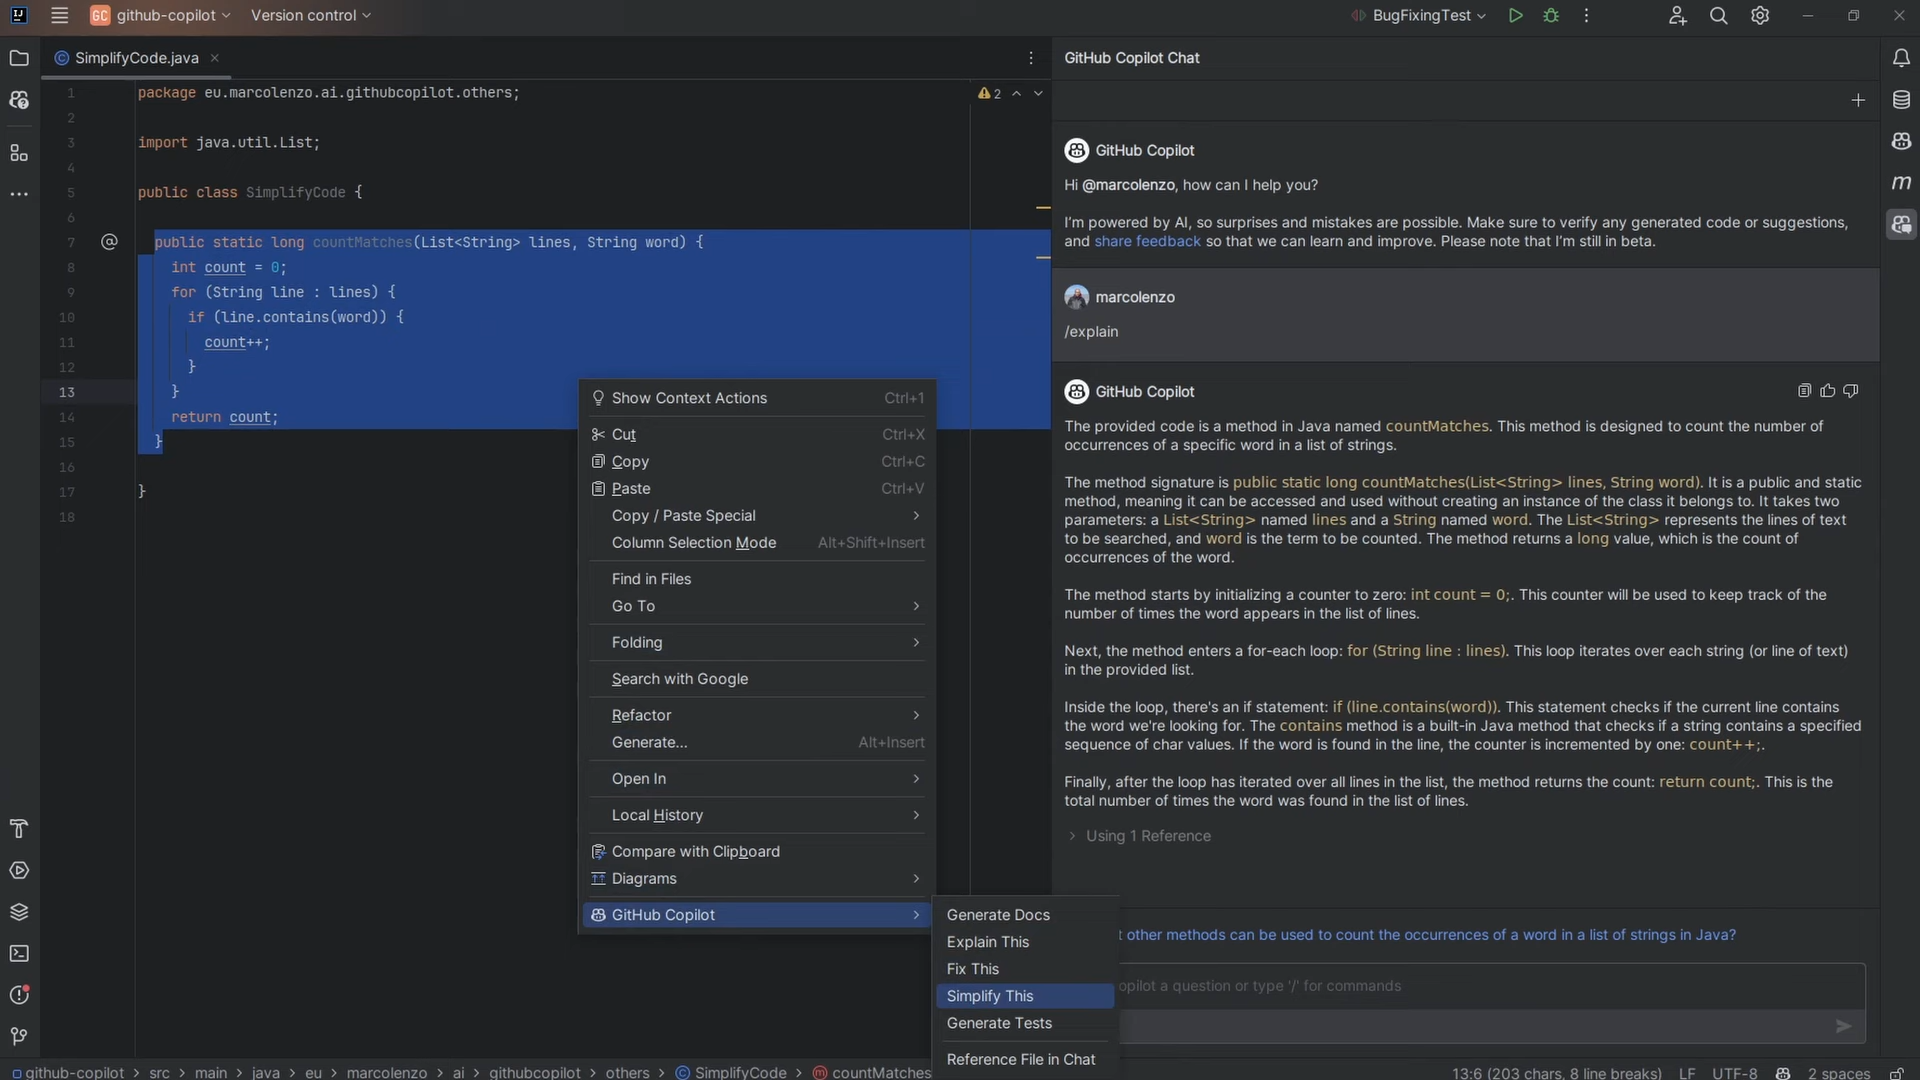 GC github-copilot
Version control
BugFixingTest
SimplifyCode.java
GitHub Copilot Chat
1 package eu.marcolenzo.ai.githubcopilot.others;
2
2
3 import java.util.List;
4
5 public class SimplifyCode {
6
7 public static long countMatches(List<String> lines, String word) {
8 int count = 0;
9 for (String line : lines) {
10 if (line.contains(word)) {
11 count++;
12 }
13 }
14 return count;
15 }
16
17 }
18
Show Context Actions Ctrl+1
Cut Ctrl+X
Copy Ctrl+C
Paste Ctrl+V
Copy / Paste Special
Column Selection Mode Alt+Shift+Insert
Find in Files
Go To
Folding
Search with Google
Refactor
Generate... Alt+Insert
Open In
Local History
Compare with Clipboard
Diagrams
GitHub Copilot
Generate Docs
Explain This
Fix This
Simplify This
Generate Tests
Reference File in Chat
GitHub Copilot
Hi @marcolenzo, how can I help you?
I'm powered by AI, so surprises and mistakes are possible. Make sure to verify any generated code or suggestions,
and share feedback so that we can learn and improve. Please note that I'm still in beta.
marcolenzo
/explain
GitHub Copilot
The provided code is a method in Java named countMatches. This method is designed to count the number of
occurrences of a specific word in a list of strings.
The method signature is public static long countMatches(List<String> lines, String word). It is a public and static
method, meaning it can be accessed and used without creating an instance of the class it belongs to. It takes two
parameters: a List<String> named lines and a String named word. The List<String> represents the lines of text
to be searched, and word is the term to be counted. The method returns a long value, which is the count of
occurrences of the word.
The method starts by initializing a counter to zero: int count = 0;. This counter will be used to keep track of the
number of times the word appears in the list of lines.
Next, the method enters a for-each loop: for (String line : lines). This loop iterates over each string (or line of text)
in the provided list.
Inside the loop, there's an if statement: if (line.contains(word)). This statement checks if the current line contains
the word we're looking for. The contains method is a built-in Java method that checks if a string contains a specified
sequence of char values. If the word is found in the line, the counter is incremented by one: count++;.
Finally, after the loop has iterated over all lines in the list, the method returns the count: return count;. This is the
total number of times the word was found in the list of lines.
Using 1 Reference
t other methods can be used to count the occurrences of a word in a list of strings in Java?
opilot a question or type '/' for commands
github-copilot > src > main > java > eu > marcolenzo > ai > githubcopilot > others > SimplifyCode > countMatches
13:6 (203 chars, 8 line breaks) LF UTF-8 2 spaces